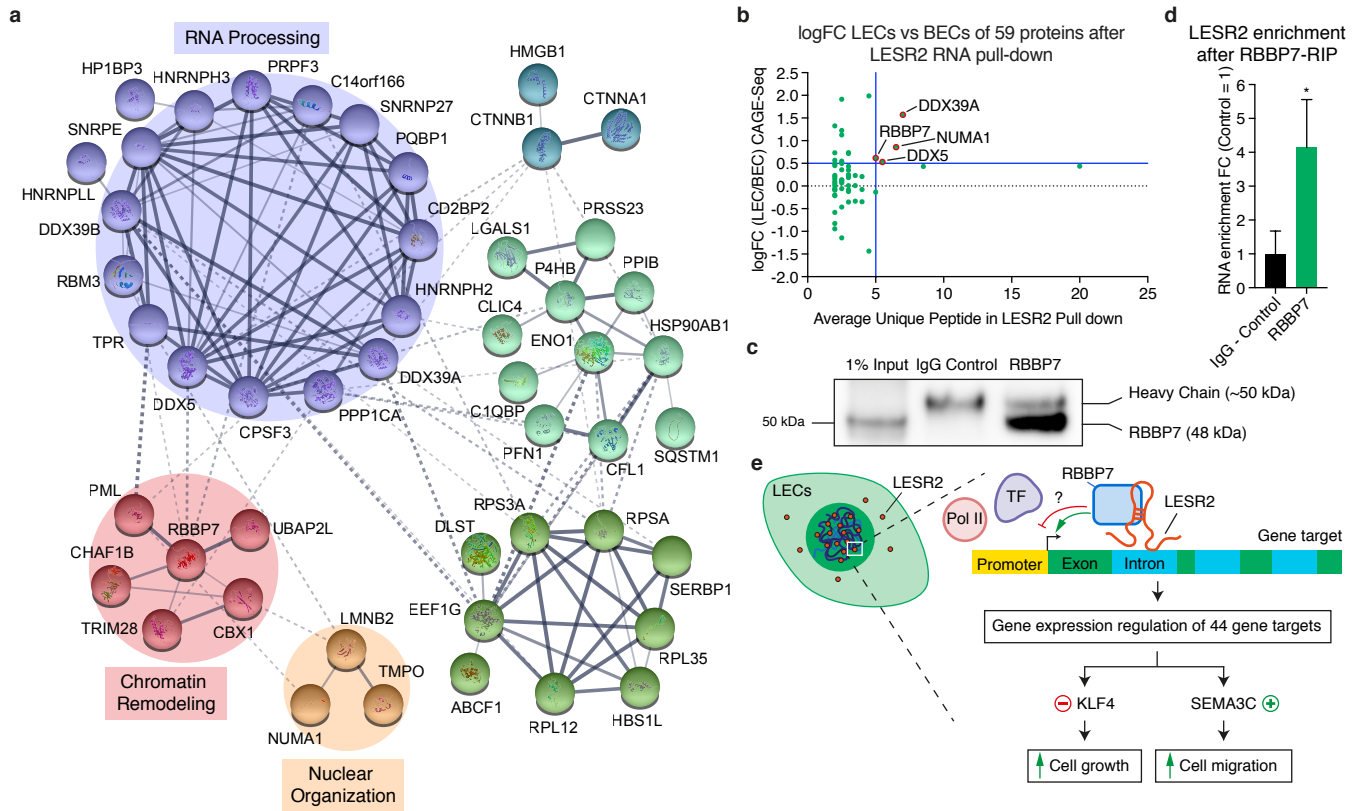 a
RNA Processing
HP1BP3
HNRNPH3
PRPF3
C14orf166
SNRNP27
SNRPE
PQBP1
HNRNPLL
DDX39B
CD2BP2
RBM3
HNRNPH2
TPR
DDX39A
DDX5
PPP1CA
CPSF3
HMGB1
CTNNA1
CTNNB1
PRSS23
LGALS1
P4HB
PPIB
CLIC4
HSP90AB1
ENO1
C1QBP
PFN1
CFL1
SQSTM1
PML
RBBP7
UBAP2L
CHAF1B
TRIM28
CBX1
Chromatin
Remodeling
LMNB2
TMPO
NUMA1
Nuclear
Organization
RPS3A
RPSA
DLST
SERBP1
EEF1G
RPL35
ABCF1
HBS1L
RPL12
b
logFC LECs vs BECs of 59 proteins after
LESR2 RNA pull-down
logFC (LEC/BEC) CAGE-Seq
2.5
2.0
1.5
1.0
0.5
0.0
-0.5
-1.0
-1.5
-2.0
DDX39A
RBBP7
NUMA1
DDX5
0 5 10 15 20 25
Average Unique Peptide in LESR2 Pull down
d
LESR2 enrichment
after RBBP7-RIP
RNA enrichment FC (Control = 1)
6
5
4
3
2
1
0
*
IgG - Control
RBBP7
c
1% Input IgG Control RBBP7
50 kDa
Heavy Chain (~50 kDa)
RBBP7 (48 kDa)
e
LECs
LESR2
Pol II
TF
RBBP7
?
LESR2
Gene target
Promoter Exon Intron
Gene expression regulation of 44 gene targets
KLF4 SEMA3C
Cell growth Cell migration